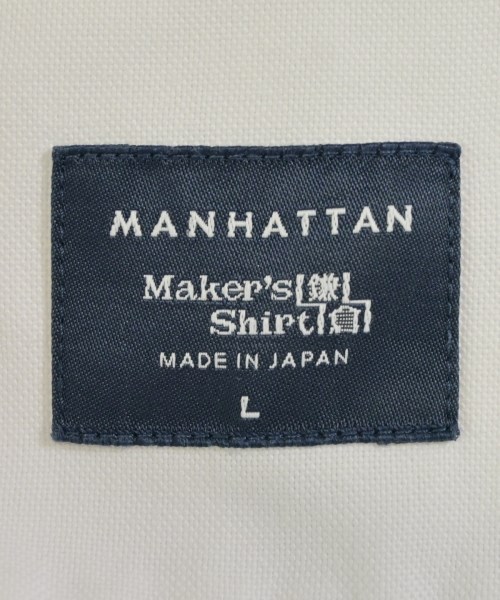 MANHATTAN
Maker's 鎌
Shirt 倉
MADE IN JAPAN
L